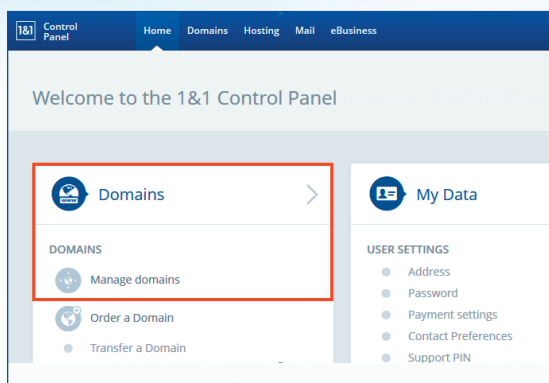 1&1 Control Panel
Home Domains Hosting Mail eBusiness
Welcome to the 1&1 Control Panel
www
Domains
DOMAINS
Manage domains
Order a Domain
Transfer a Domain
My Data
USER SETTINGS
Address
Password
Payment settings
Contact Preferences
Support PIN